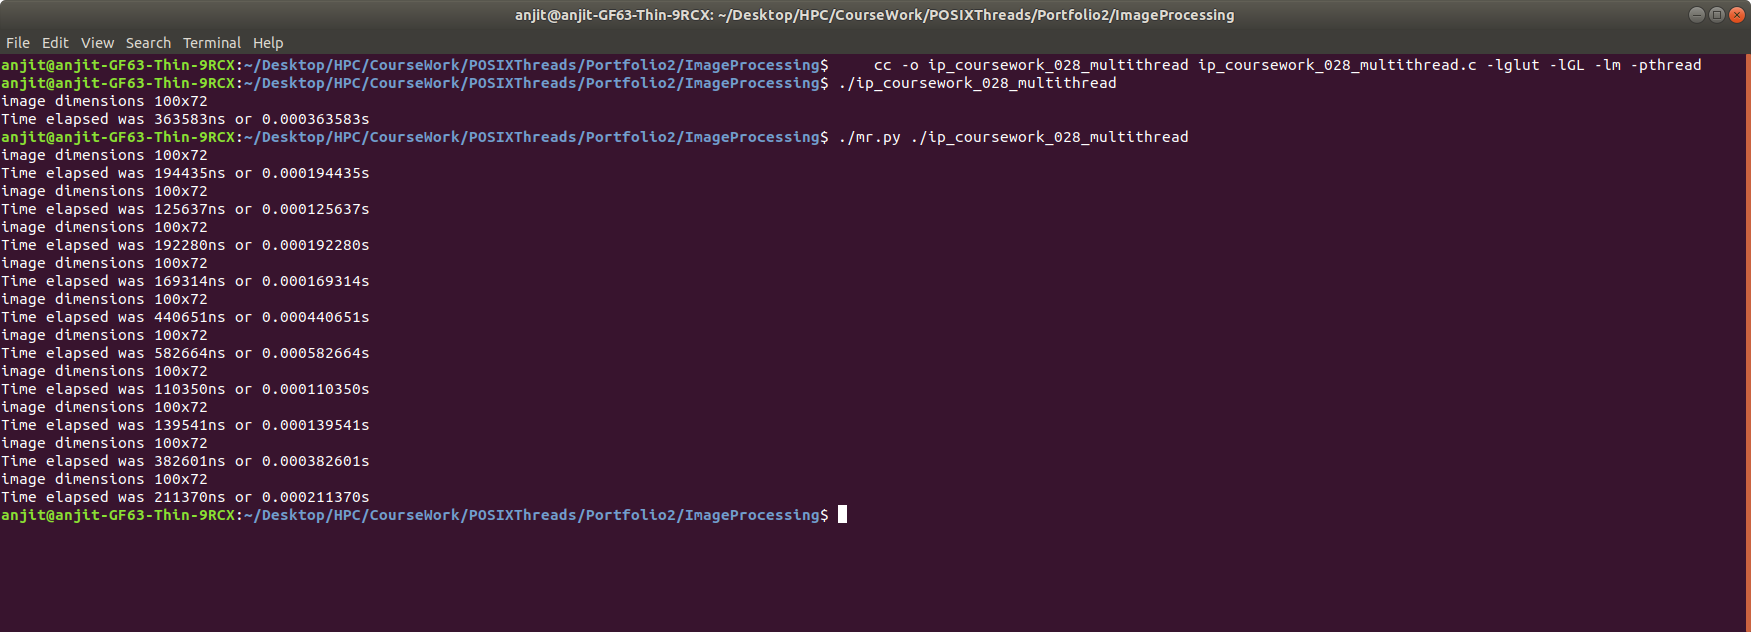 anjit@anjit-GF63-Thin-9RCX: ~/Desktop/HPC/CourseWork/POSIXThreads/Portfolio2/ImageProcessing
File Edit View Search Terminal Help
anjit@anjit-GF63-Thin-9RCX:~/Desktop/HPC/CourseWork/POSIXThreads/Portfolio2/ImageProcessing$     cc -o ip_coursework_028_multithread ip_coursework_028_multithread.c -lglut -lGL -lm -pthread
anjit@anjit-GF63-Thin-9RCX:~/Desktop/HPC/CourseWork/POSIXThreads/Portfolio2/ImageProcessing$ ./ip_coursework_028_multithread
image dimensions 100x72
Time elapsed was 363583ns or 0.000363583s
anjit@anjit-GF63-Thin-9RCX:~/Desktop/HPC/CourseWork/POSIXThreads/Portfolio2/ImageProcessing$ ./mr.py ./ip_coursework_028_multithread
image dimensions 100x72
Time elapsed was 194435ns or 0.000194435s
image dimensions 100x72
Time elapsed was 125637ns or 0.000125637s
image dimensions 100x72
Time elapsed was 192280ns or 0.000192280s
image dimensions 100x72
Time elapsed was 169314ns or 0.000169314s
image dimensions 100x72
Time elapsed was 440651ns or 0.000440651s
image dimensions 100x72
Time elapsed was 582664ns or 0.000582664s
image dimensions 100x72
Time elapsed was 110350ns or 0.000110350s
image dimensions 100x72
Time elapsed was 139541ns or 0.000139541s
image dimensions 100x72
Time elapsed was 382601ns or 0.000382601s
image dimensions 100x72
Time elapsed was 211370ns or 0.000211370s
anjit@anjit-GF63-Thin-9RCX:~/Desktop/HPC/CourseWork/POSIXThreads/Portfolio2/ImageProcessing$